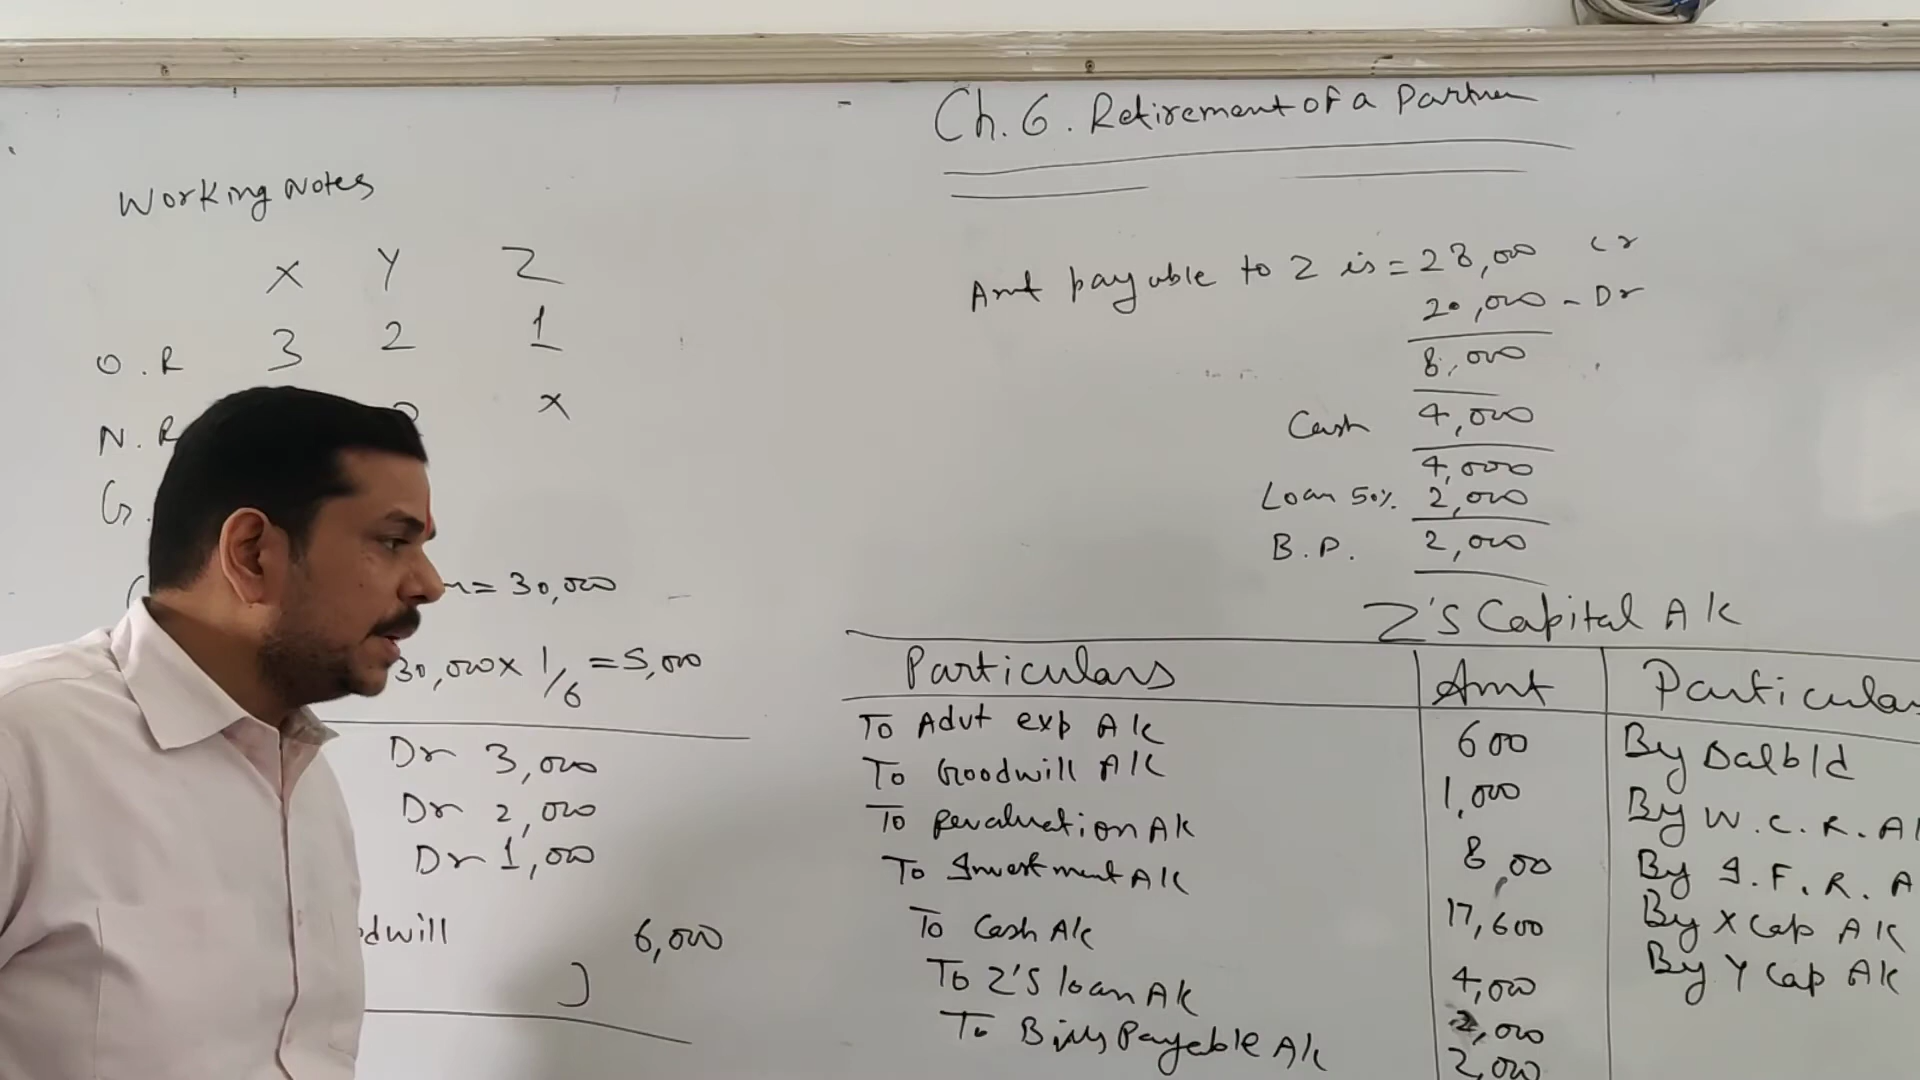 Ch. 6. Retirement of a Partner
Working Notes
X Y Z
O.R 3 2 1
N.R x
G.
= 30,000
30,000 x 1/6 = 5,000
Dr 3,000
Dr 2,000
Dr 1,000
dwill 6,000
Amt payable to Z is = 28,000 Cr
20,000 - Dr
8,000
Cash 4,000
4,000
Loan 50%. 2,000
B.P. 2,000
Z's Capital A/c
Particulars Amt Particulars
To Advt exp A/c 600 By Balb/d
To Goodwill A/c 1,000 By W.C.R. A/
To Revaluation A/c 8,00 By I.F.R. A
To Investment A/c 17,600 By X Cap A/c
To Cash A/c 4,000 By Y Cap A/c
To Z's loan A/c 2,000
To Bills Payable A/c 2,000